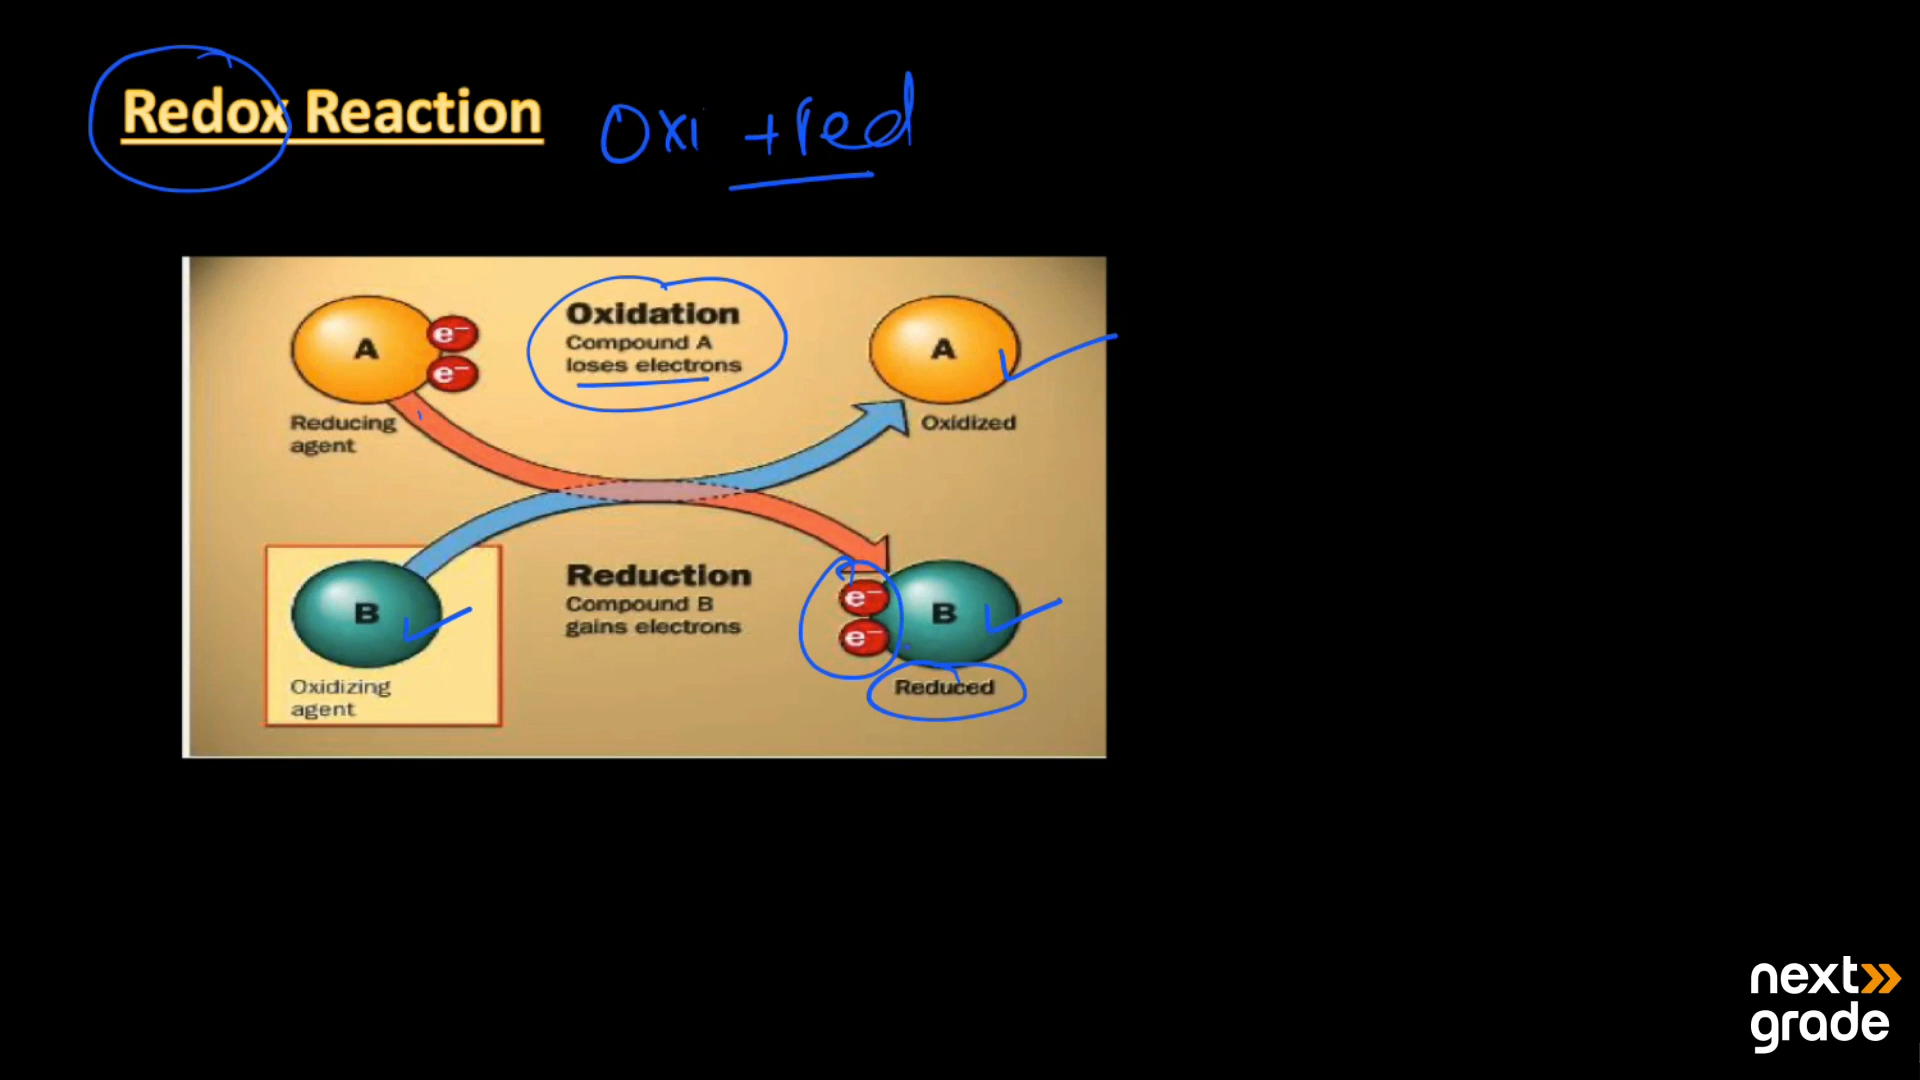 Redox Reaction
Oxi + red
A
e⁻
e⁻
Oxidation
Compound A
loses electrons
A
Reducing
agent
Oxidized
B
Reduction
Compound B
gains electrons
e⁻
e⁻
B
Oxidizing
agent
Reduced
next
grade